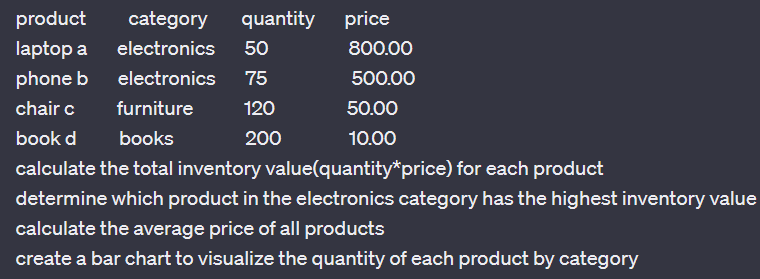 product category quantity price
laptop a electronics 50 800.00
phone b electronics 75 500.00
chair c furniture 120 50.00
book d books 200 10.00
calculate the total inventory value(quantity*price) for each product
determine which product in the electronics category has the highest inventory value
calculate the average price of all products
create a bar chart to visualize the quantity of each product by category